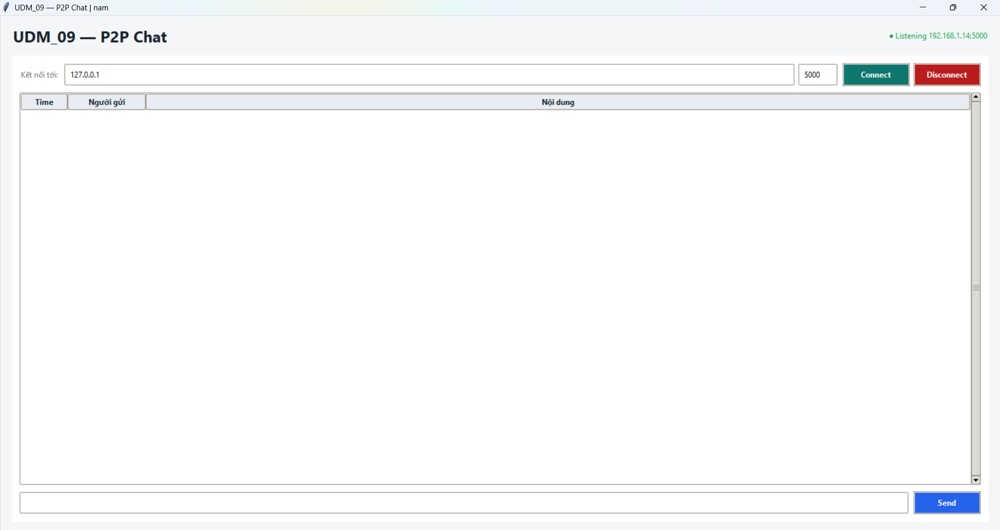 UDM_09 — P2P Chat | nam
UDM_09 — P2P Chat
● Listening 192.168.1.14:5000
Kết nối tới: 127.0.0.1 5000 Connect Disconnect
Time Người gửi Nội dung
Send